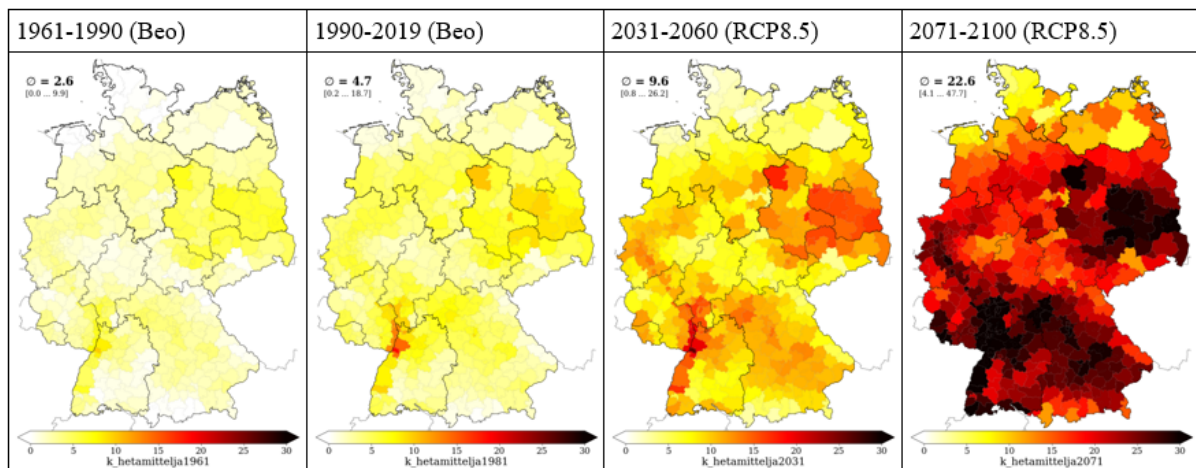 1961-1990 (Beo)
1990-2019 (Beo)
2031-2060 (RCP8.5)
2071-2100 (RCP8.5)
∅ = 2.6
[0.0 ... 9.9]
∅ = 4.7
[0.2 ... 18.7]
∅ = 9.6
[0.8 ... 26.2]
∅ = 22.6
[4.1 ... 47.7]
0 5 10 15 20 25 30
k_hetamittelja1961
0 5 10 15 20 25 30
k_hetamittelja1981
0 5 10 15 20 25 30
k_hetamittelja2031
0 5 10 15 20 25 30
k_hetamittelja2071